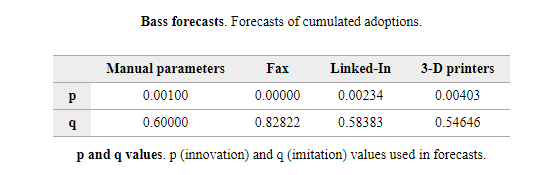 Bass forecasts. Forecasts of cumulated adoptions.
Manual parameters Fax Linked-In 3-D printers
p 0.00100 0.00000 0.00234 0.00403
q 0.60000 0.82822 0.58383 0.54646
p and q values. p (innovation) and q (imitation) values used in forecasts.